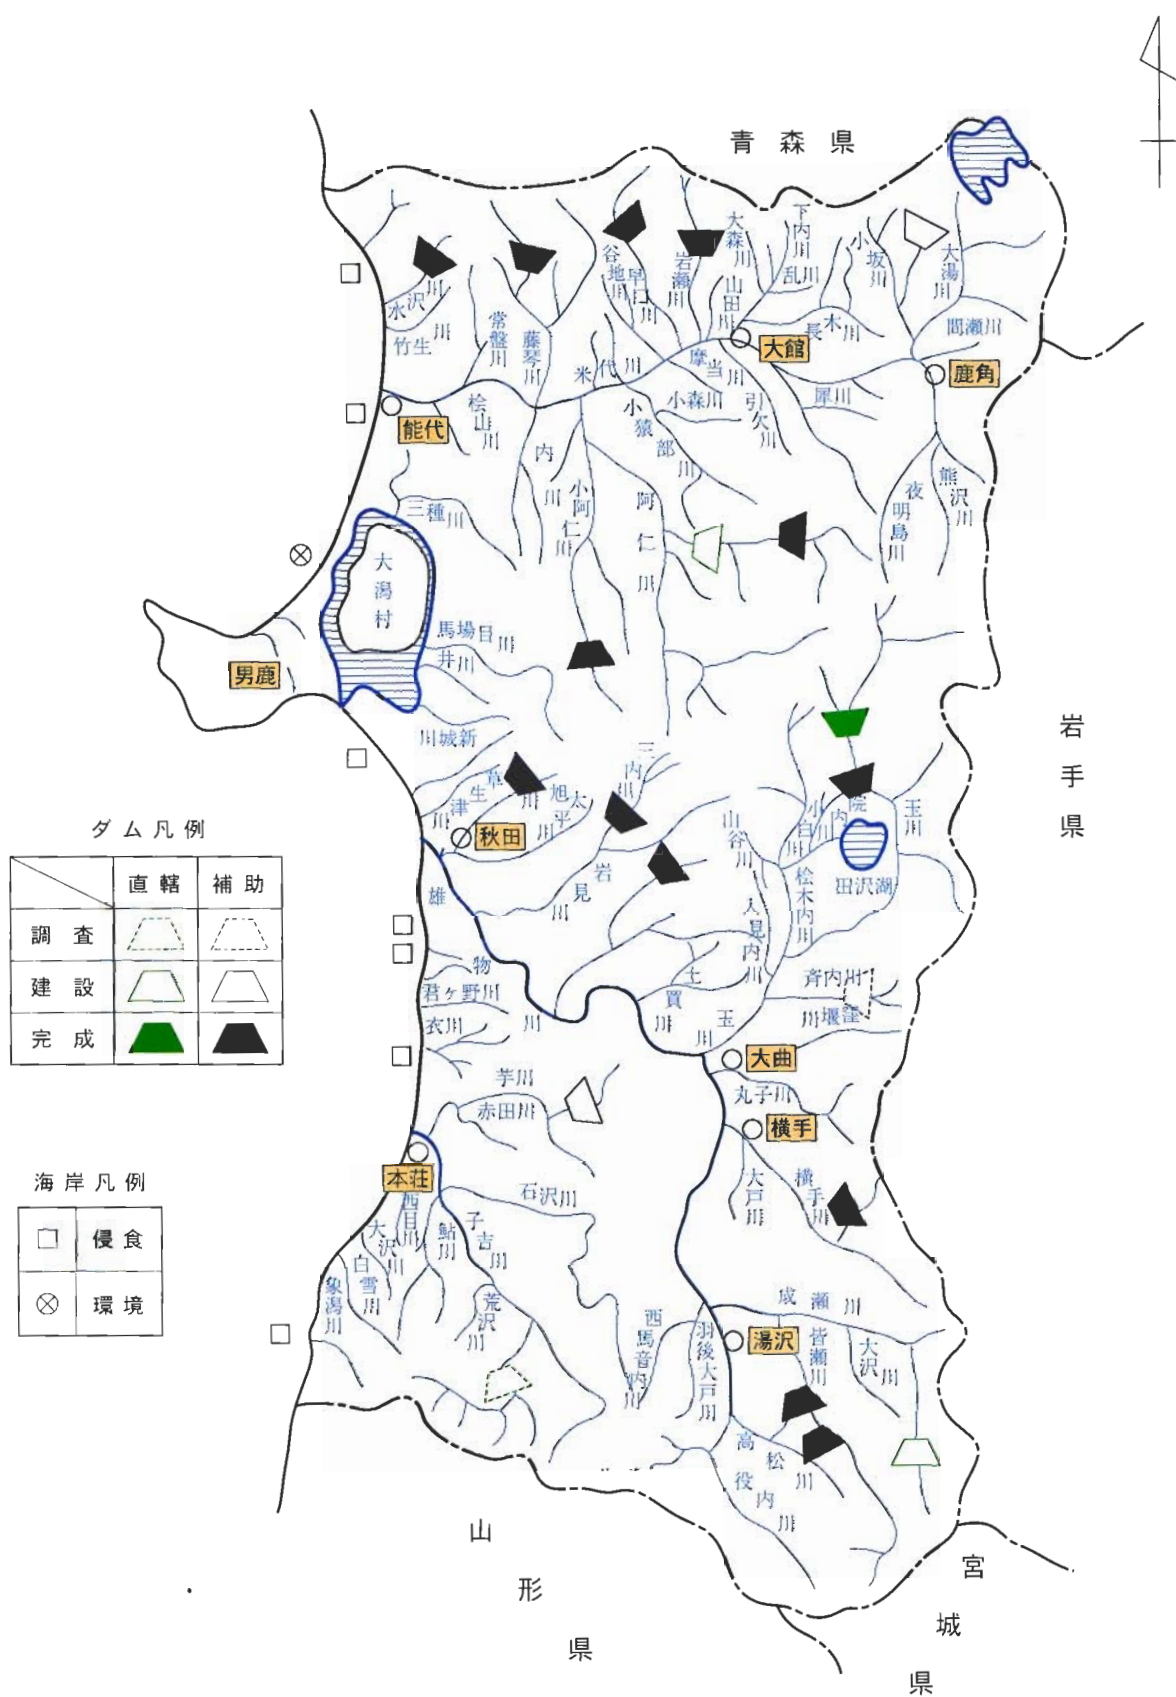 青森県
岩手県
宮城県
山形県
ダム凡例
直轄 補助
調査
建設
完成
海岸凡例
侵食
環境
大館
鹿角
能代
男鹿
秋田
大曲
横手
本荘
湯沢
大潟村
田沢湖
水沢川
竹生川
常盤川
藤琴川
谷地川
早口川
岩瀬川
大森川
山田川
下内川
乱川
小坂川
大湯川
間瀬川
長木川
米代川
摩当川
小森川
引欠川
犀川
桧山川
内川
小阿仁川
阿仁川
小猿部川
夜明島川
熊沢川
三種川
馬場目川
井川
新城川
草生津川
旭川
太平川
三内川
岩見川
山谷川
小白川
院内川
玉川
桧木内川
入見内川
斉内川
窪堰川
土買川
玉川
雄物川
君ヶ野川
衣川
芋川
赤田川
丸子川
大戸川
横手川
石沢川
子吉川
鮎川
西目川
大沢川
白雪川
象潟川
荒沢川
西馬音内川
羽後大戸川
成瀬川
皆瀬川
大沢川
高松川
役内川